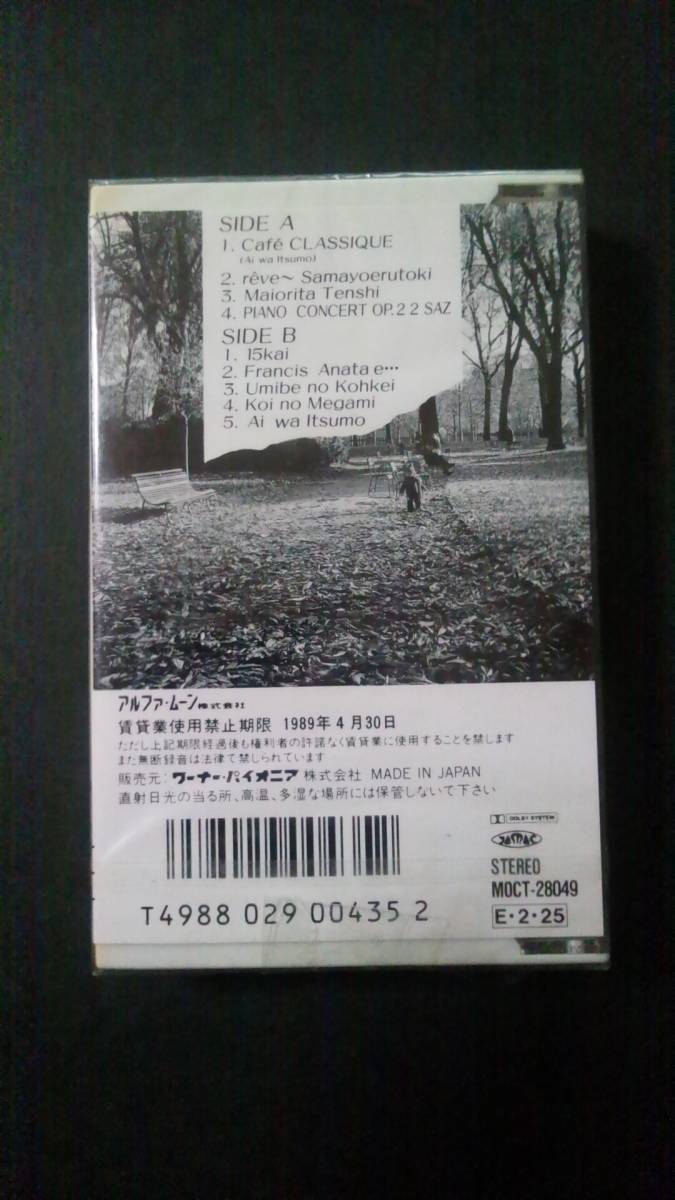 SIDE A
1. Café CLASSIQUE
(Ai wa Itsumo)
2. rêve~ Samayoerutoki
3. Maiorita Tenshi
4. PIANO CONCERT OP.2 2 SAZ
SIDE B
1. 15kai
2. Francis Anata e…
3. Umibe no Kohkei
4. Koi no Megami
5. Ai wa Itsumo
アルファ・ムーン株式会社
賃貸業使用禁止期限 1989年4月30日
ただし上記期限経過後も権利者の許諾なく賃貸業に使用することを禁します
また無断録音は法律で禁しられています
販売元: ワーナー・パイオニア株式会社 MADE IN JAPAN
直射日光の当る所、高温、多湿な場所には保管しないて下さい
DOLBY SYSTEM
JASRAC
STEREO
MOCT-28049
T4988 029 00435 2
E・2・25